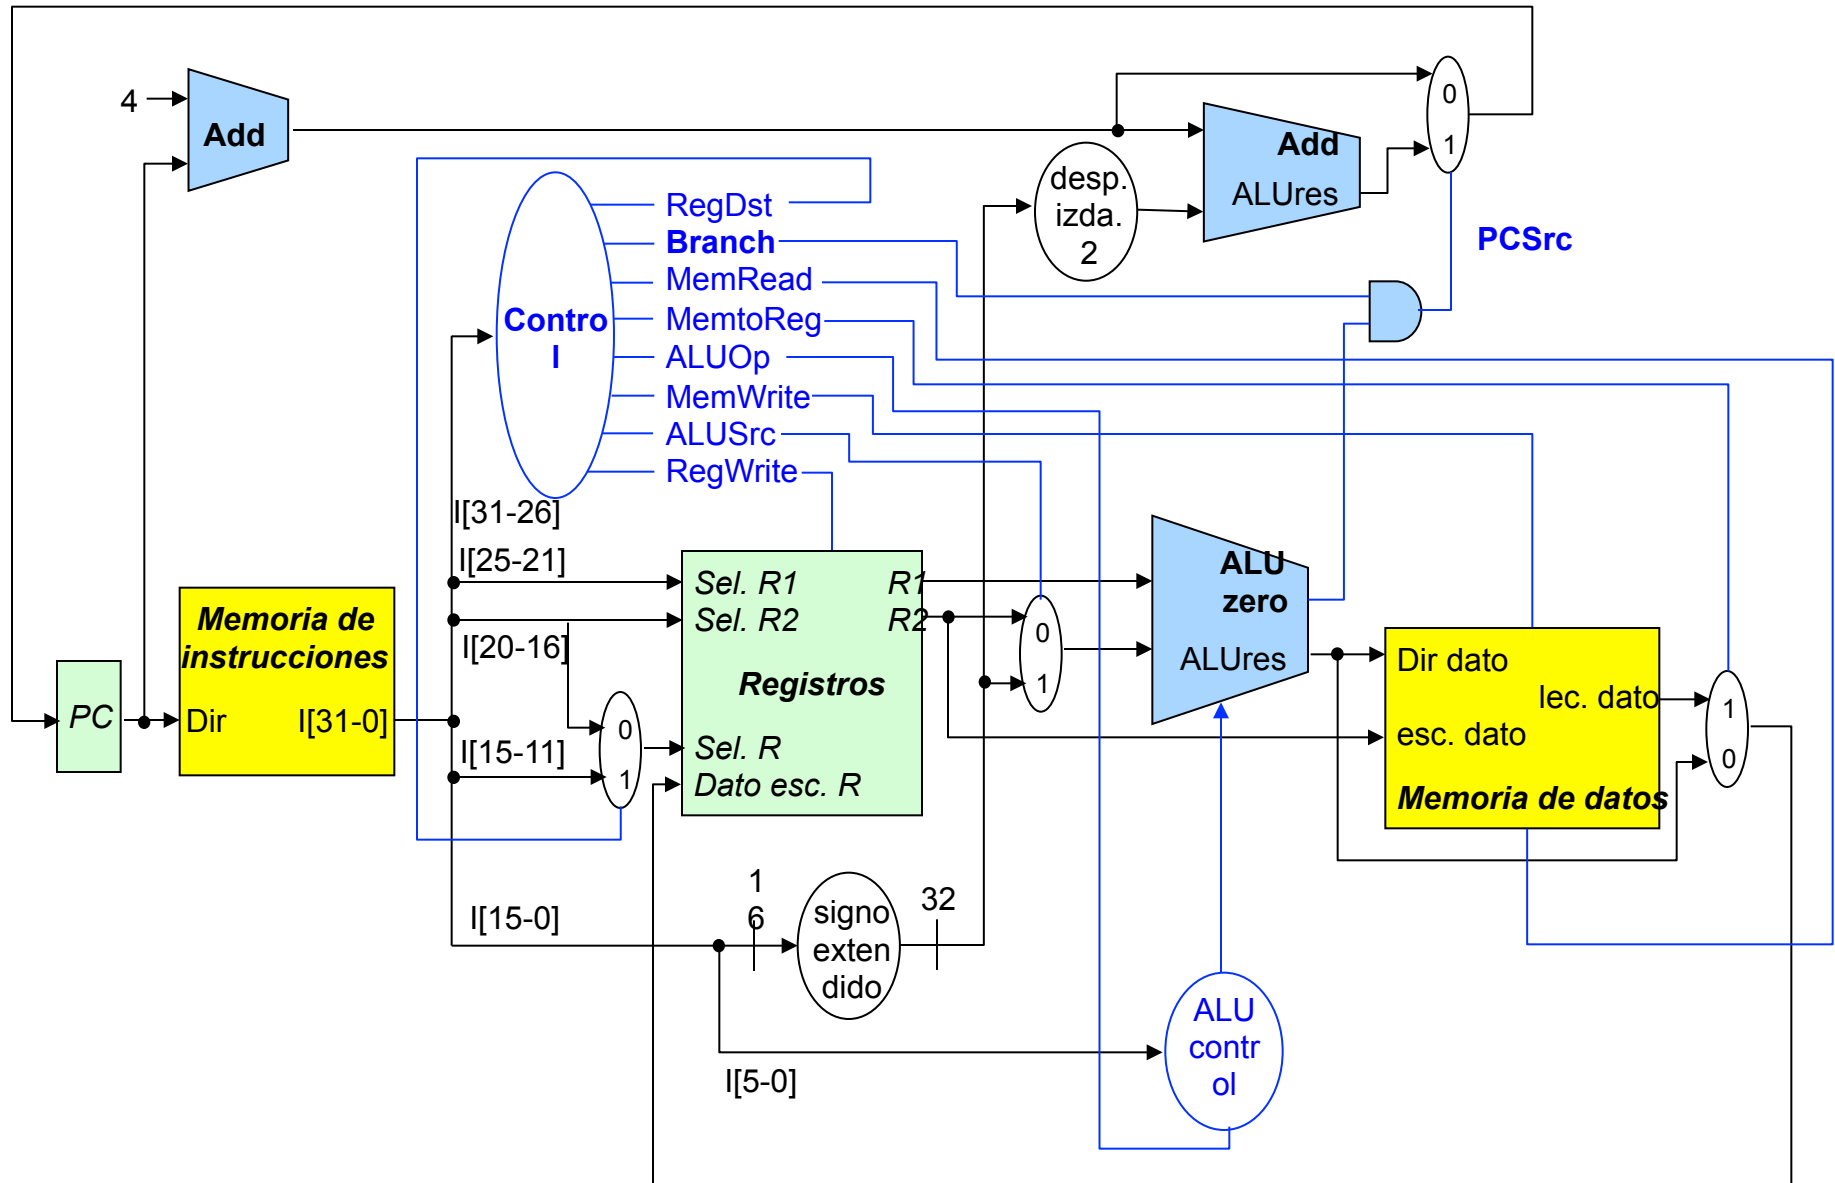 4
Add
0
1
Add
ALUres
desp.
izda.
2
PCSrc
RegDst
Branch
MemRead
MemtoReg
ALUOp
MemWrite
ALUSrc
RegWrite
Contro
l
I[31-26]
I[25-21]
I[20-16]
I[15-11]
I[15-0]
I[5-0]
PC
Memoria de
instrucciones
Dir
I[31-0]
0
1
Sel. R1
R1
Sel. R2
R2
Registros
Sel. R
Dato esc. R
0
1
ALU
zero
ALUres
Dir dato
lec. dato
esc. dato
Memoria de datos
1
0
1
6
signo
exten
dido
32
ALU
contr
ol